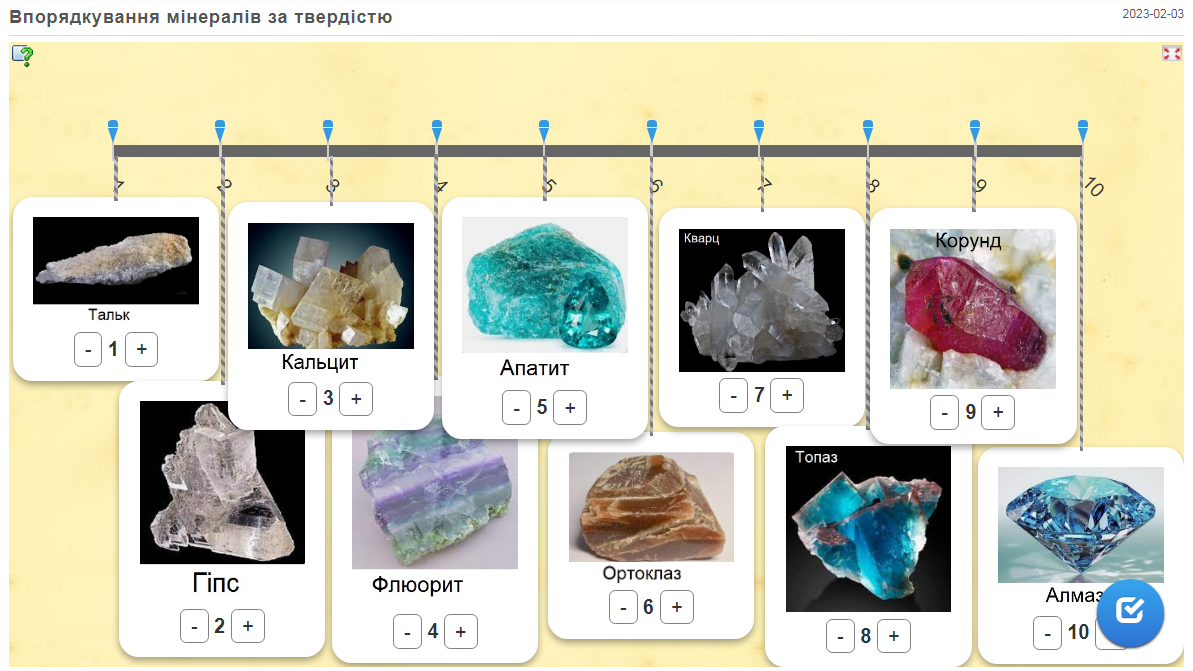 Впорядкування мінералів за твердістю
2023-02-03
1 2 3 4 5 6 7 8 9 10
Тальк
- 1 +
Кальцит
- 3 +
Апатит
- 5 +
Кварц
- 7 +
Корунд
- 9 +
Гіпс
- 2 +
Флюорит
- 4 +
Ортоклаз
- 6 +
Топаз
- 8 +
Алмаз
- 10